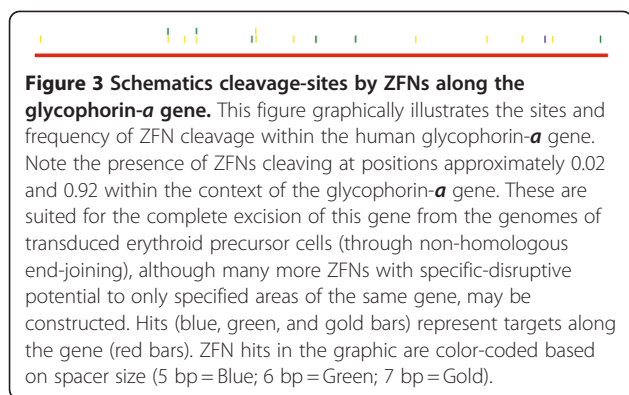 Figure 3 Schematics cleavage-sites by ZFNs along the
glycophorin-a gene. This figure graphically illustrates the sites and
frequency of ZFN cleavage within the human glycophorin-a gene.
Note the presence of ZFNs cleaving at positions approximately 0.02
and 0.92 within the context of the glycophorin-a gene. These are
suited for the complete excision of this gene from the genomes of
transduced erythroid precursor cells (through non-homologous
end-joining), although many more ZFNs with specific-disruptive
potential to only specified areas of the same gene, may be
constructed. Hits (blue, green, and gold bars) represent targets along
the gene (red bars). ZFN hits in the graphic are color-coded based
on spacer size (5 bp = Blue; 6 bp = Green; 7 bp = Gold).